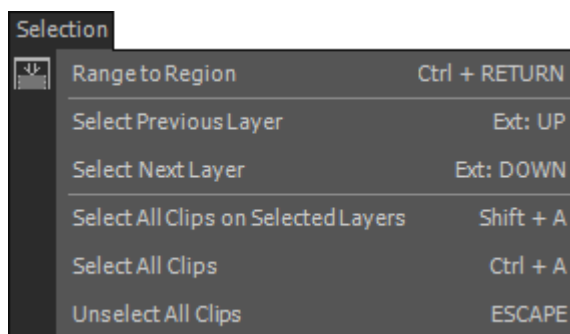 Selection
Range to Region Ctrl + RETURN
Select Previous Layer Ext: UP
Select Next Layer Ext: DOWN
Select All Clips on Selected Layers Shift + A
Select All Clips Ctrl + A
Unselect All Clips ESCAPE